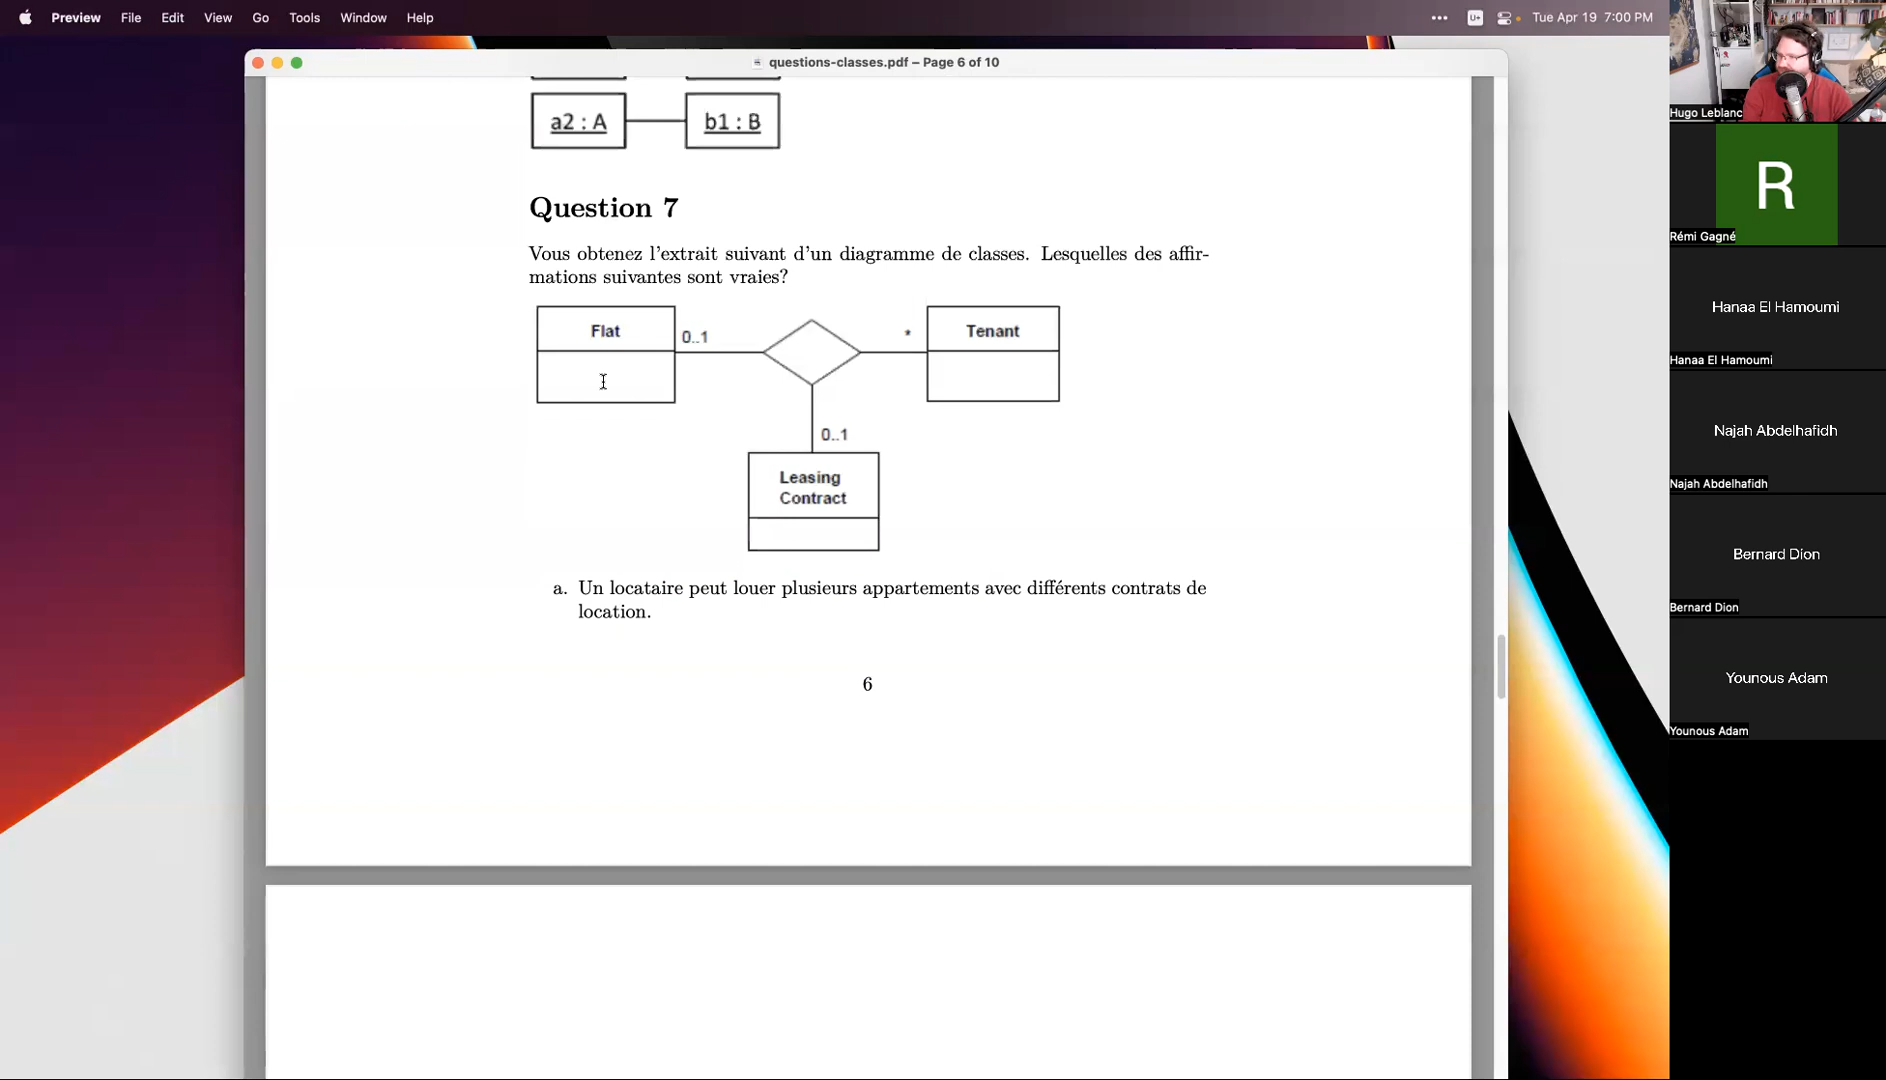 Preview File Edit View Go Tools Window Help
U+ Tue Apr 19 7:00 PM
questions-classes.pdf – Page 6 of 10
a2 : A
b1 : B
Question 7
Vous obtenez l'extrait suivant d'un diagramme de classes. Lesquelles des affir-
mations suivantes sont vraies?
Flat
0..1
*
Tenant
0..1
Leasing
Contract
a. Un locataire peut louer plusieurs appartements avec différents contrats de
location.
6
Hugo Leblanc
R
Rémi Gagné
Hanaa El Hamoumi
Hanaa El Hamoumi
Najah Abdelhafidh
Najah Abdelhafidh
Bernard Dion
Bernard Dion
Younous Adam
Younous Adam